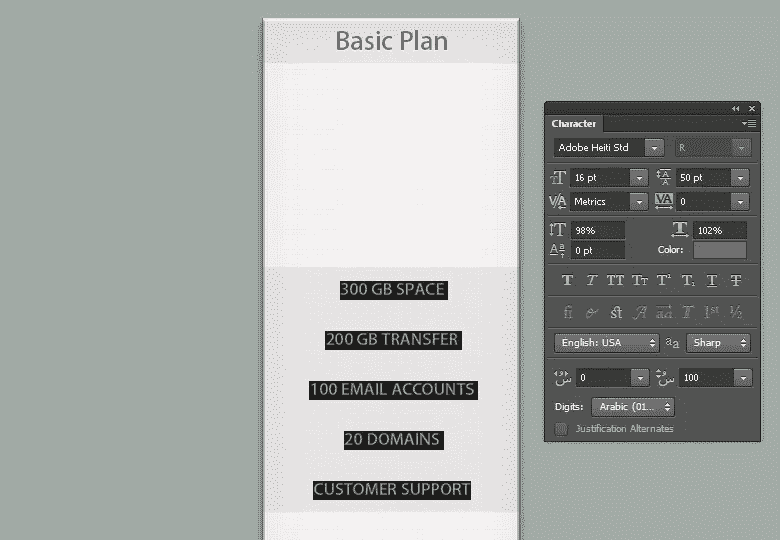 Basic Plan
300 GB SPACE
200 GB TRANSFER
100 EMAIL ACCOUNTS
20 DOMAINS
CUSTOMER SUPPORT
Character
Adobe Heiti Std R
16 pt 50 pt
Metrics 0
98% 102%
0 pt Color:
T T TT TT T¹ T₁ T T
fi st A ad T 1st ½
English: USA aa Sharp
0 100
Digits: Arabic (01...
Justification Alternates